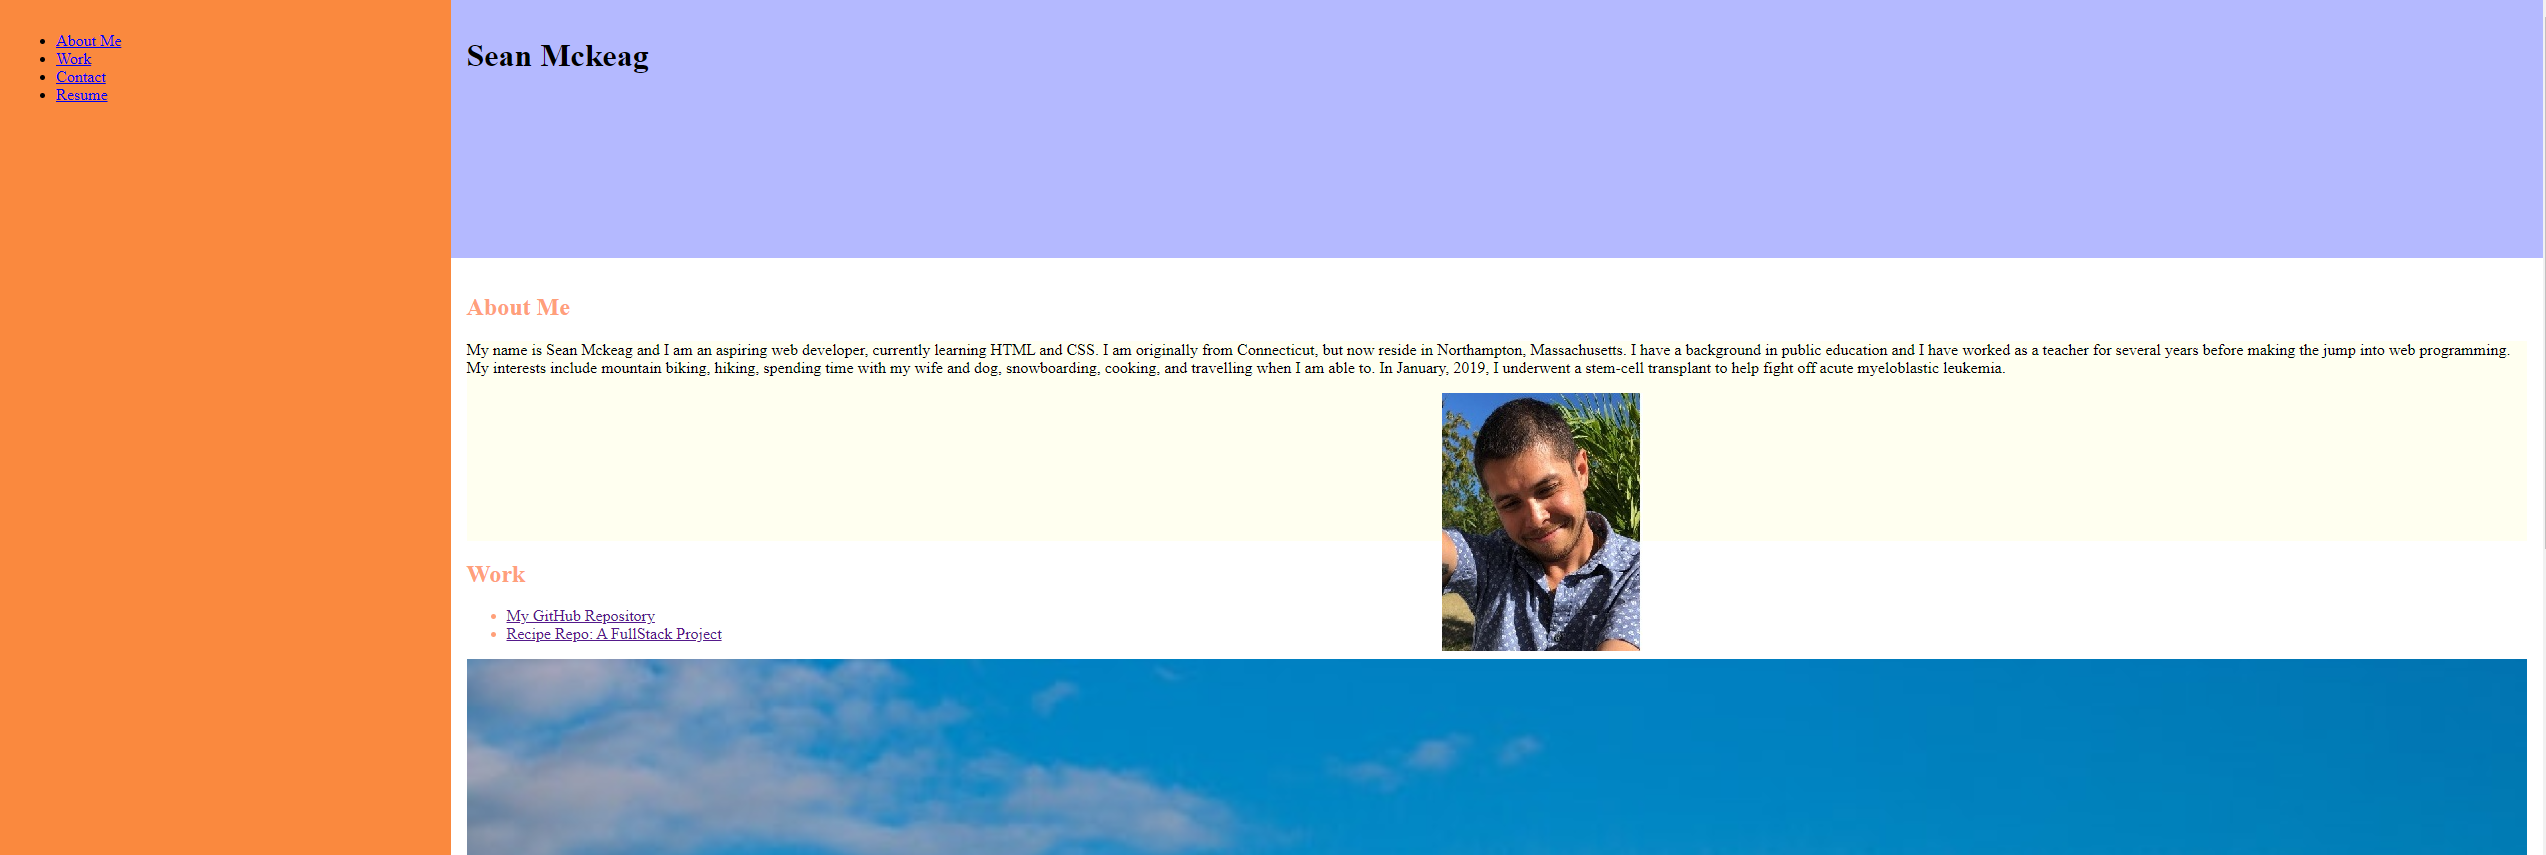 About Me
Work
Contact
Resume
Sean Mckeag
About Me
My name is Sean Mckeag and I am an aspiring web developer, currently learning HTML and CSS. I am originally from Connecticut, but now reside in Northampton, Massachusetts. I have a background in public education and I have worked as a teacher for several years before making the jump into web programming.
My interests include mountain biking, hiking, spending time with my wife and dog, snowboarding, cooking, and travelling when I am able to. In January, 2019, I underwent a stem-cell transplant to help fight off acute myeloblastic leukemia.
Work
My GitHub Repository
Recipe Repo: A FullStack Project